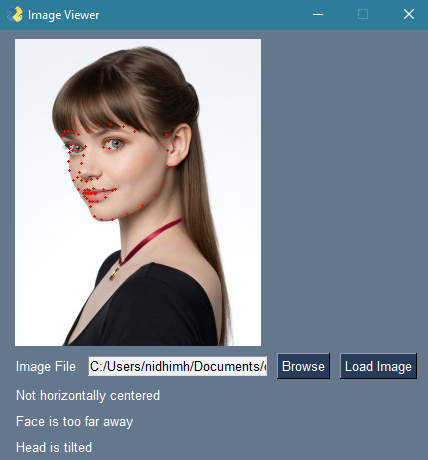 Image Viewer
Image File C:/Users/nidhimh/Documents/ Browse Load Image
Not horizontally centered
Face is too far away
Head is tilted